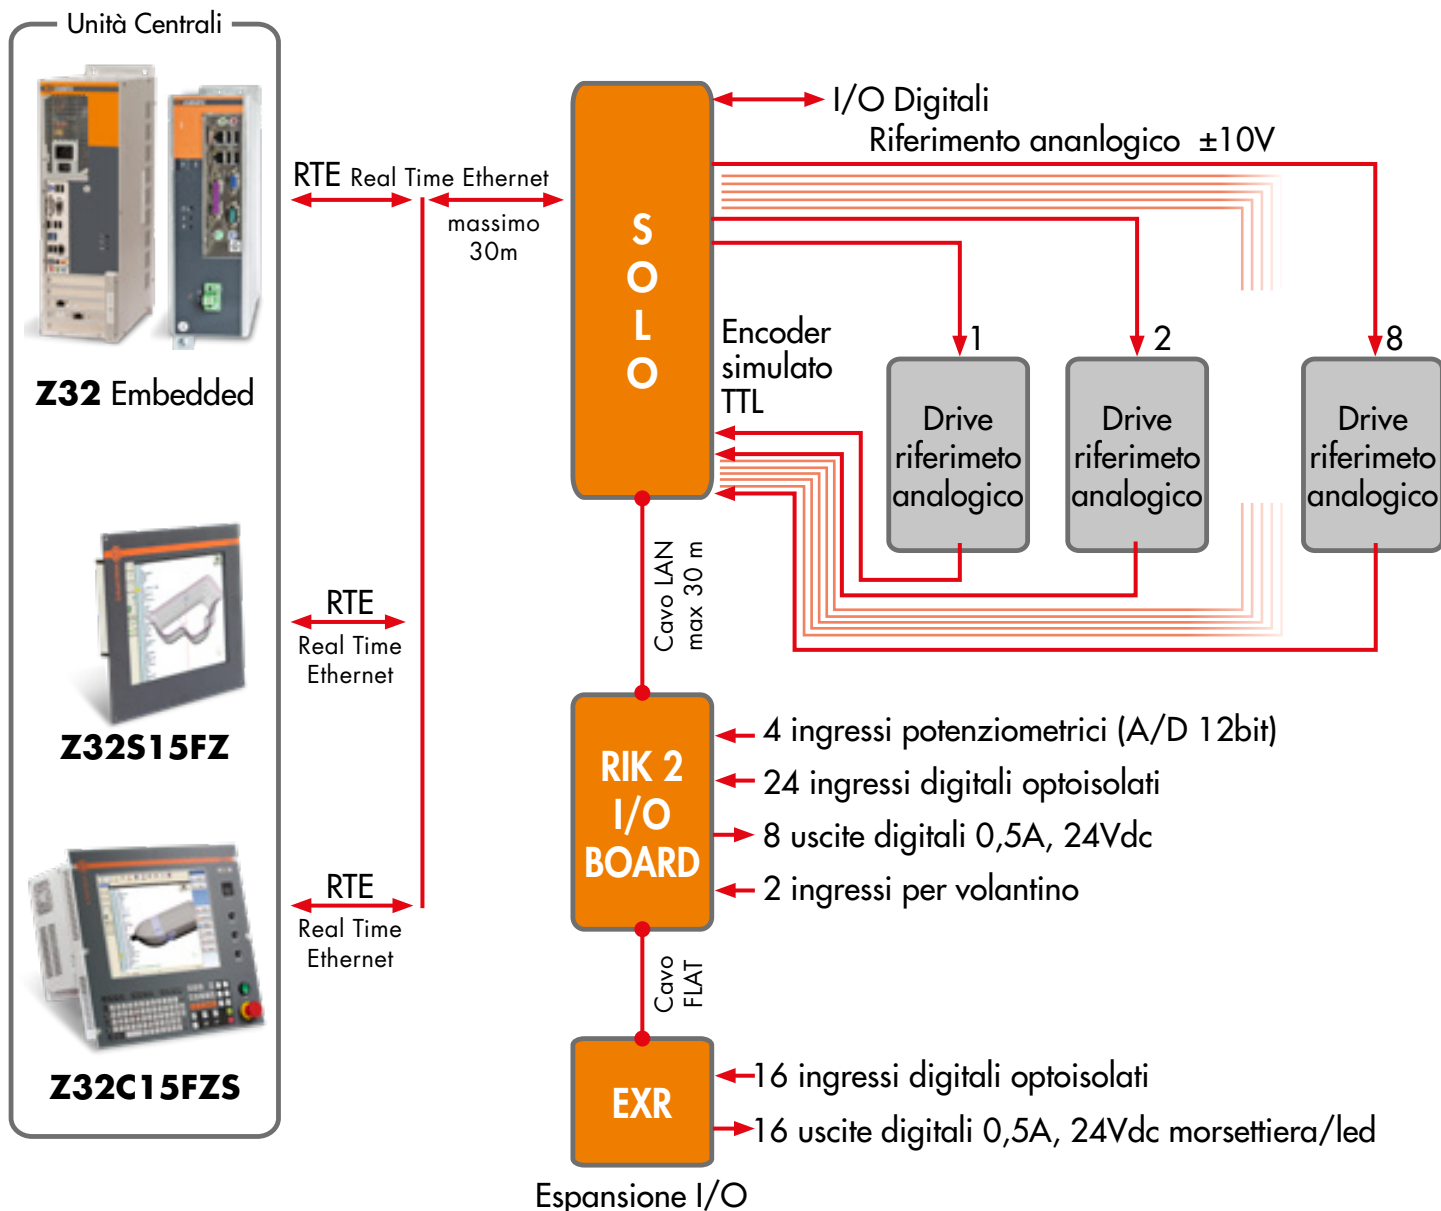 Unità Centrali
Z32 Embedded
Z32S15FZ
Z32C15FZS
RTE Real Time Ethernet
massimo
30m
RTE
Real Time
Ethernet
RTE
Real Time
Ethernet
S
O
L
O
I/O Digitali
Riferimento ananlogico ±10V
Encoder
simulato
TTL
1
2
8
Drive
riferimeto
analogico
Drive
riferimeto
analogico
Drive
riferimeto
analogico
Cavo LAN
max 30 m
RIK 2
I/O
BOARD
4 ingressi potenziometrici (A/D 12bit)
24 ingressi digitali optoisolati
8 uscite digitali 0,5A, 24Vdc
2 ingressi per volantino
Cavo
FLAT
EXR
16 ingressi digitali optoisolati
16 uscite digitali 0,5A, 24Vdc morsettiera/led
Espansione I/O